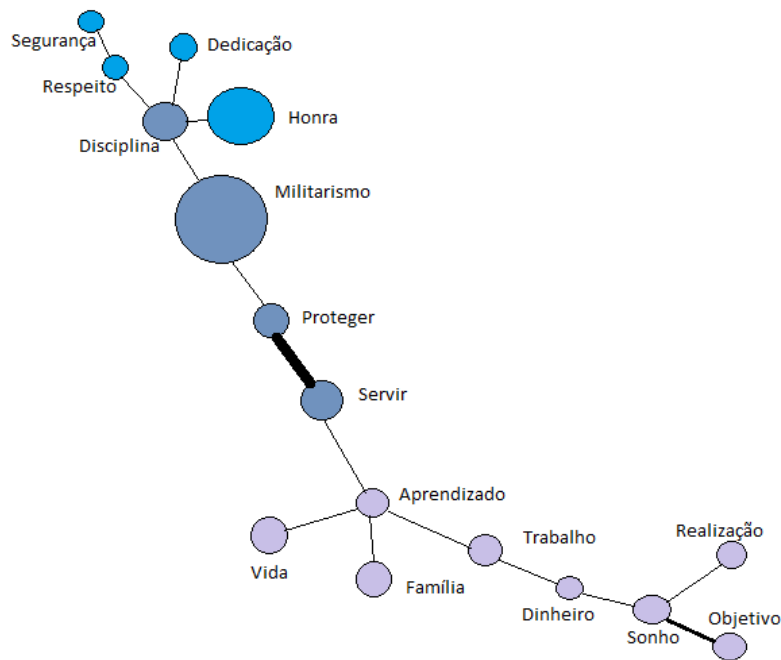 Segurança
Dedicação
Respeito
Honra
Disciplina
Militarismo
Proteger
Servir
Aprendizado
Trabalho
Realização
Vida
Família
Dinheiro
Sonho
Objetivo